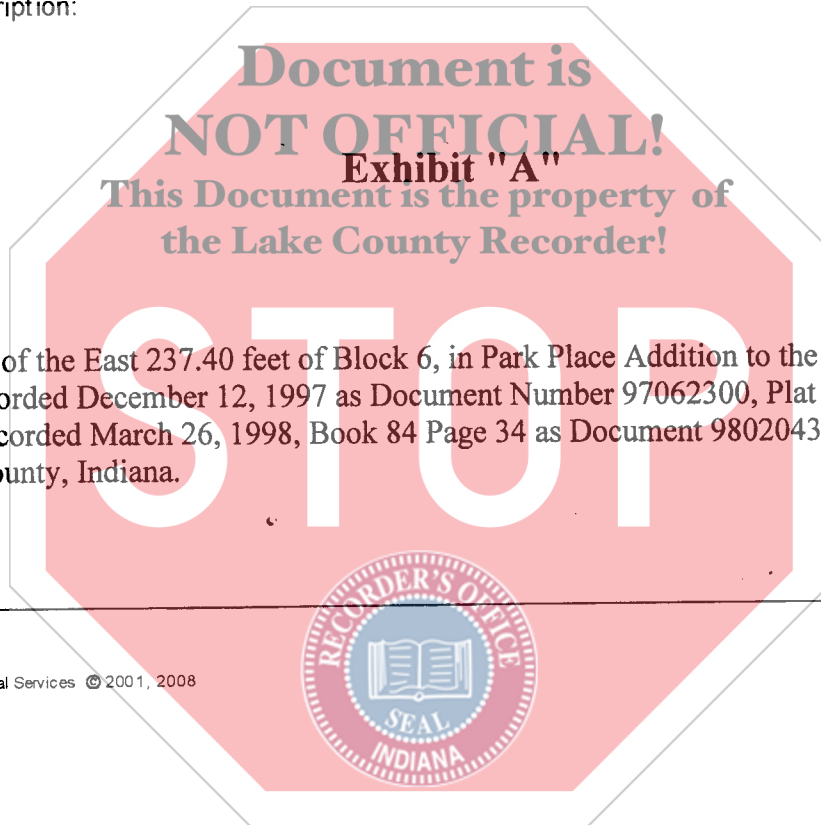 ription:
Document is
NOT OFFICIAL!
Exhibit "A"
This Document is the property of
the Lake County Recorder!
STOP
of the East 237.40 feet of Block 6, in Park Place Addition to the
orded December 12, 1997 as Document Number 97062300, Plat
corded March 26, 1998, Book 84 Page 34 as Document 9802043
ounty, Indiana.
RECORDER'S OFFICE
SEAL
INDIANA
al Services © 2001, 2008